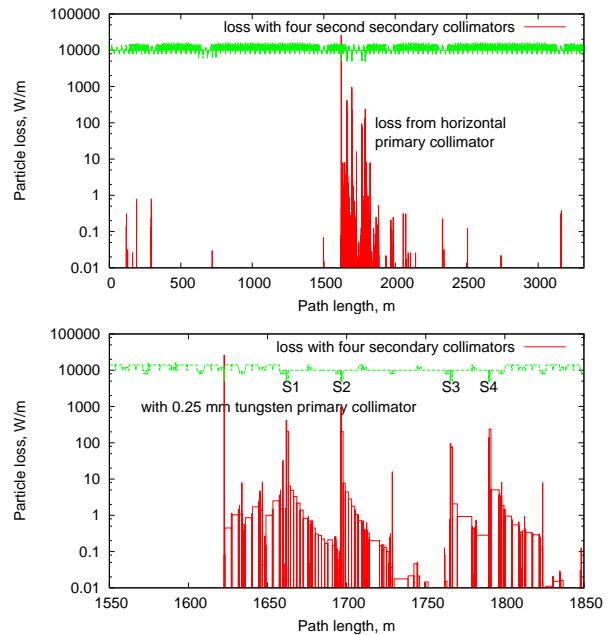 loss with four second secondary collimators
100000
10000
1000
100
10
1
0.1
0.01
Particle loss, W/m
loss from horizontal
primary collimator
0 500 1000 1500 2000 2500 3000
Path length, m
loss with four secondary collimators
100000
10000
1000
100
10
1
0.1
0.01
Particle loss, W/m
S1 S2 S3 S4
with 0.25 mm tungsten primary collimator
1550 1600 1650 1700 1750 1800 1850
Path length, m